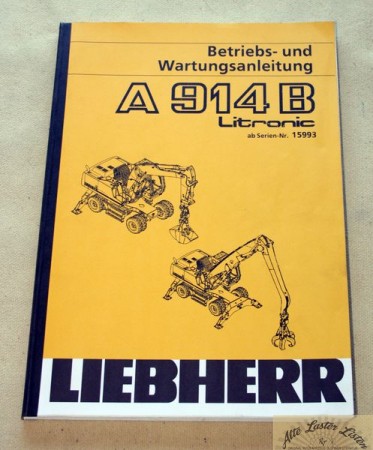 Betriebs- und
Wartungsanleitung
A 914 B
Litronic
ab Serien-Nr. 15993
LIEBHERR
Alte Laster Listen